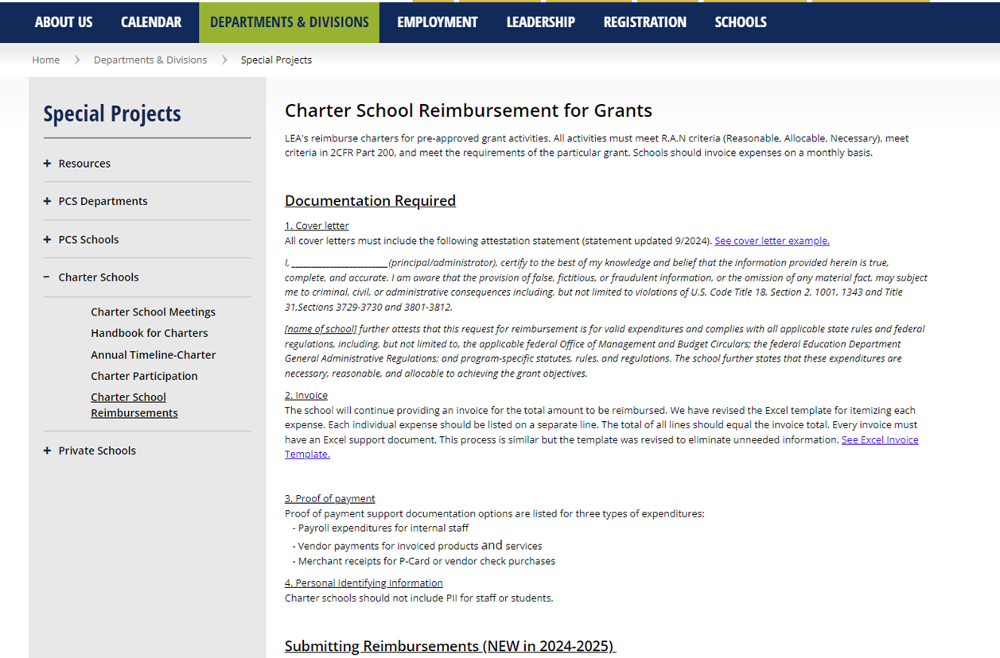 ABOUT US CALENDAR DEPARTMENTS & DIVISIONS EMPLOYMENT LEADERSHIP REGISTRATION SCHOOLS
Home Departments & Divisions Special Projects
Special Projects
+ Resources
+ PCS Departments
+ PCS Schools
− Charter Schools
Charter School Meetings
Handbook for Charters
Annual Timeline-Charter
Charter Participation
Charter School
Reimbursements
+ Private Schools
Charter School Reimbursement for Grants
LEA's reimburse charters for pre-approved grant activities. All activities must meet R.A.N criteria (Reasonable, Allocable, Necessary), meet
criteria in 2CFR Part 200, and meet the requirements of the particular grant. Schools should invoice expenses on a monthly basis.
Documentation Required
1. Cover letter
All cover letters must include the following attestation statement (statement updated 9/2024). See cover letter example.
I, ________________________(principal/administrator), certify to the best of my knowledge and belief that the information provided herein is true,
complete, and accurate. I am aware that the provision of false, fictitious, or fraudulent information, or the omission of any material fact, may subject
me to criminal, civil, or administrative consequences including, but not limited to violations of U.S. Code Title 18, Section 2. 1001, 1343 and Title
31,Sections 3729-3730 and 3801-3812.
[name of school] further attests that this request for reimbursement is for valid expenditures and complies with all applicable state rules and federal
regulations, including, but not limited to, the applicable federal Office of Management and Budget Circulars; the federal Education Department
General Administrative Regulations; and program-specific statutes, rules, and regulations. The school further states that these expenditures are
necessary, reasonable, and allocable to achieving the grant objectives.
2. Invoice
The school will continue providing an invoice for the total amount to be reimbursed. We have revised the Excel template for itemizing each
expense. Each individual expense should be listed on a separate line. The total of all lines should equal the invoice total. Every invoice must
have an Excel support document. This process is similar but the template was revised to eliminate unneeded information. See Excel Invoice
Template.
3. Proof of payment
Proof of payment support documentation options are listed for three types of expenditures:
- Payroll expenditures for internal staff
- Vendor payments for invoiced products and services
- Merchant receipts for P-Card or vendor check purchases
4. Personal Identifying Information
Charter schools should not include PII for staff or students.
Submitting Reimbursements (NEW in 2024-2025)